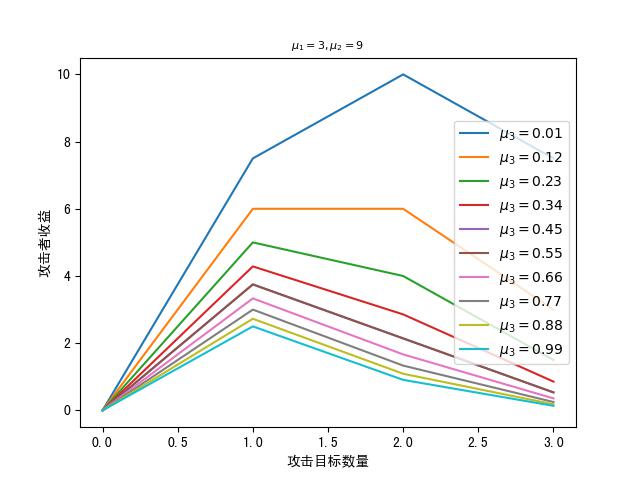 μ₁ = 3, μ₂ = 9
10
8
6
4
2
0
攻击者收益
0.0 0.5 1.0 1.5 2.0 2.5 3.0
攻击目标数量
μ₃ = 0.01
μ₃ = 0.12
μ₃ = 0.23
μ₃ = 0.34
μ₃ = 0.45
μ₃ = 0.55
μ₃ = 0.66
μ₃ = 0.77
μ₃ = 0.88
μ₃ = 0.99